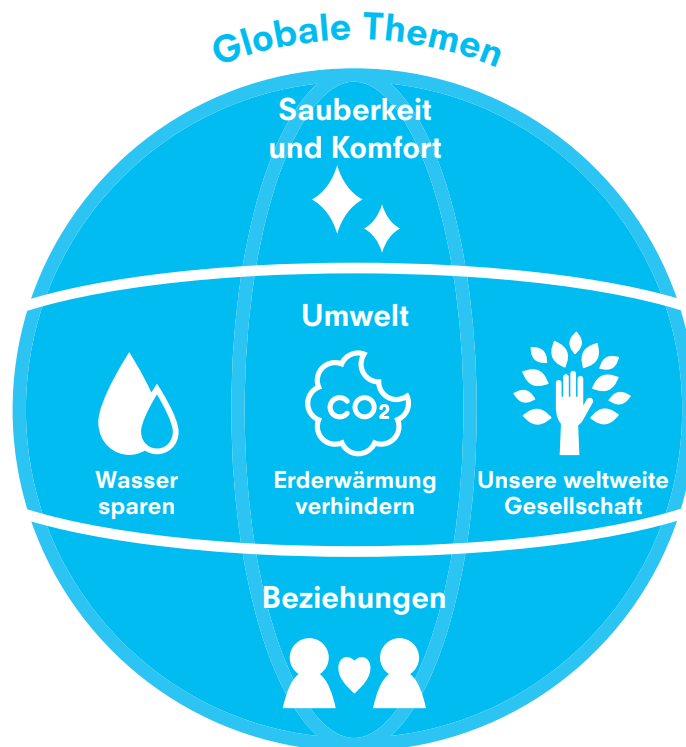 Globale Themen
Sauberkeit
und Komfort
Umwelt
CO2
Wasser
sparen
Erderwärmung
verhindern
Unsere weltweite
Gesellschaft
Beziehungen